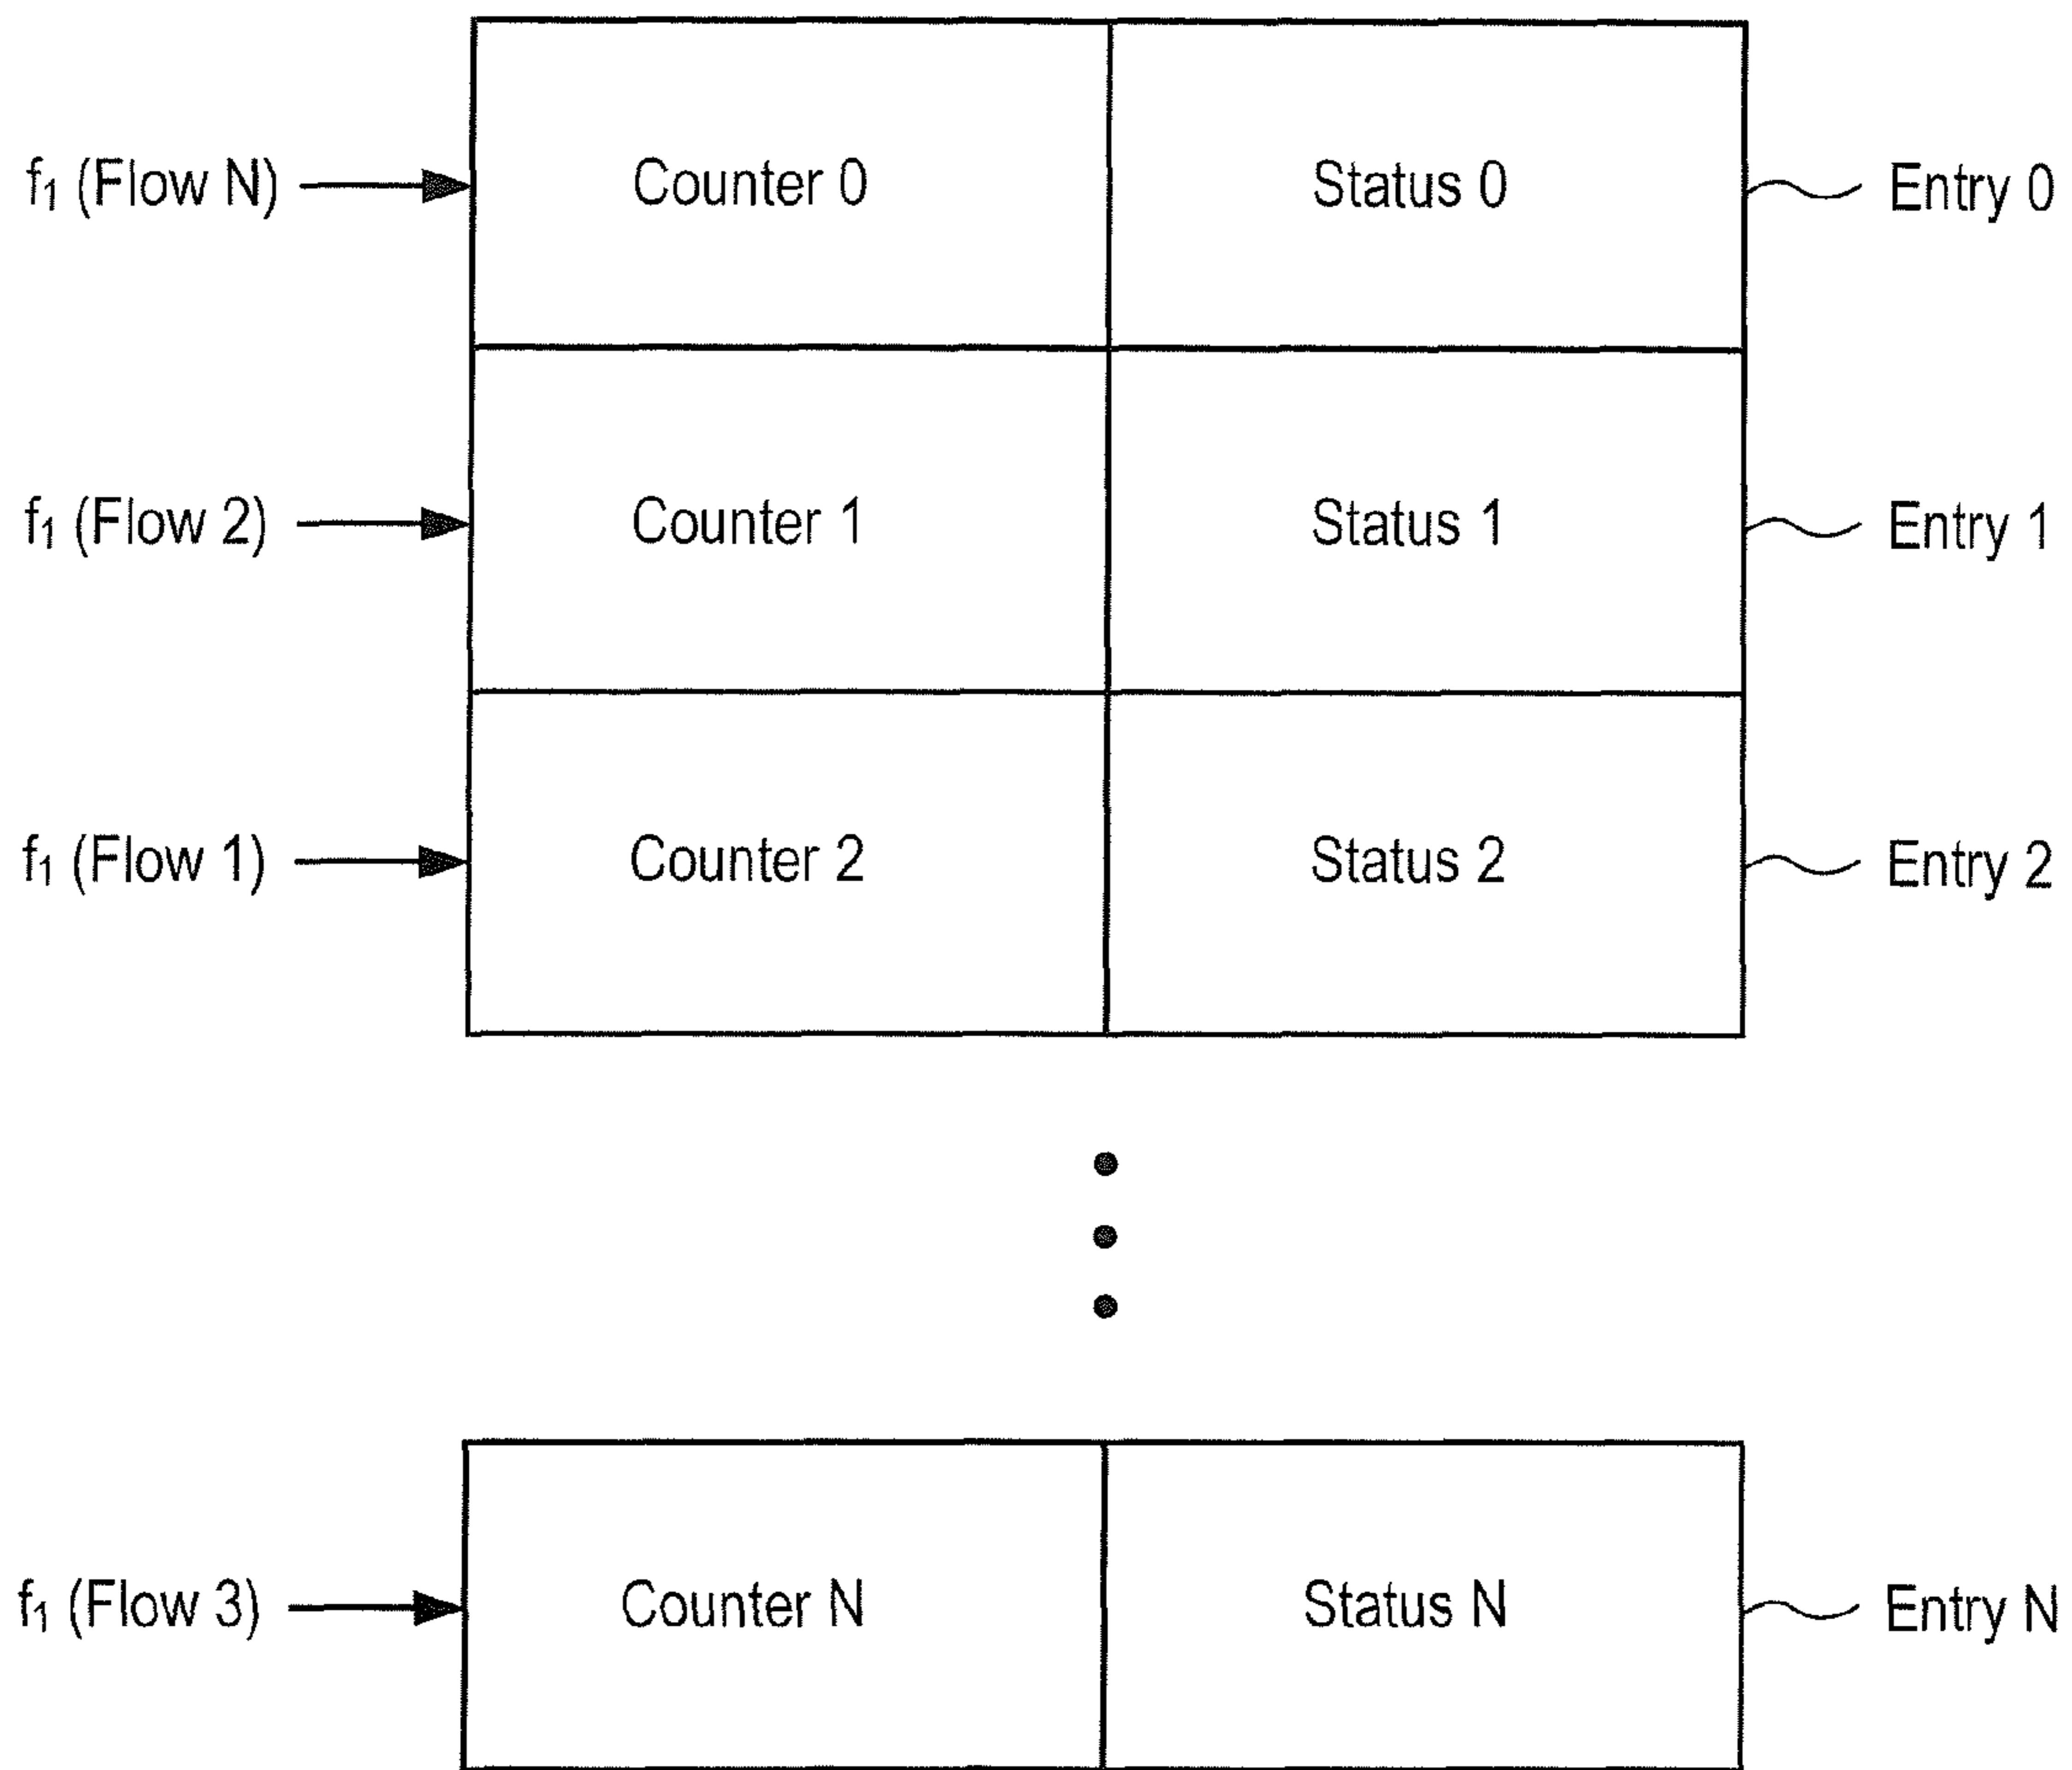 f₁ (Flow N) Counter 0 Status 0 Entry 0
f₁ (Flow 2) Counter 1 Status 1 Entry 1
f₁ (Flow 1) Counter 2 Status 2 Entry 2
f₁ (Flow 3) Counter N Status N Entry N